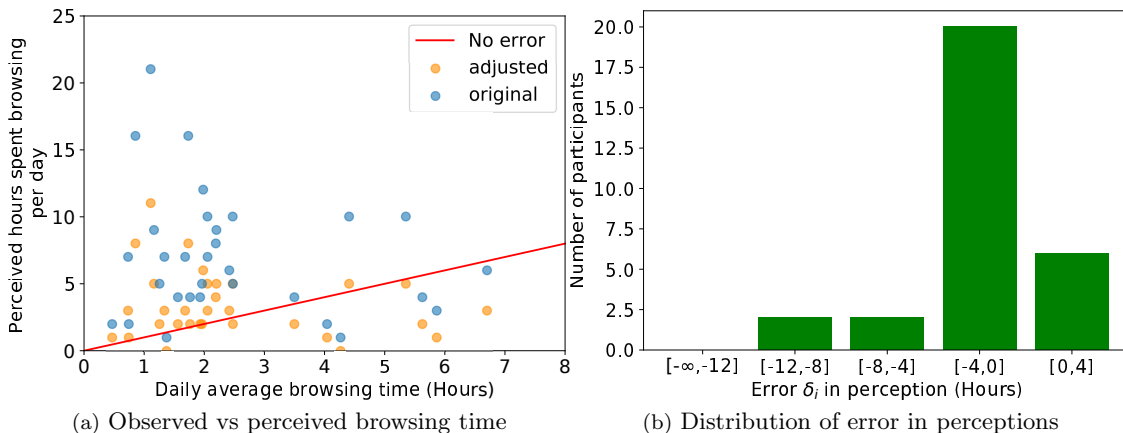 25
20
15
10
5
0
Perceived hours spent browsing
per day
No error
adjusted
original
0 1 2 3 4 5 6 7 8
Daily average browsing time (Hours)
(a) Observed vs perceived browsing time
20.0
17.5
15.0
12.5
10.0
7.5
5.0
2.5
0.0
Number of participants
[-∞,-12] [-12,-8] [-8,-4] [-4,0] [0,4]
Error δi in perception (Hours)
(b) Distribution of error in perceptions